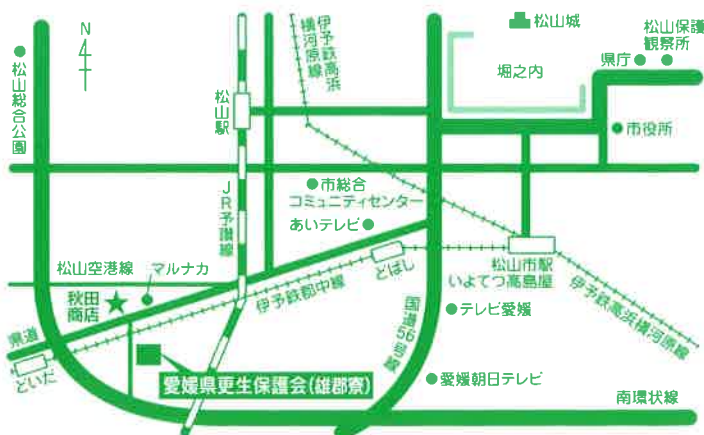 N
松山総合公園
松山駅
伊予鉄高浜
横河原線
松山城
堀之内
松山保護
観察所
県庁
市役所
市総合
コミュニティセンター
あいテレビ
JR予讃線
松山空港線
マルナカ
秋田
商店
県道
どいだ
伊予鉄郡中線
どばし
松山市駅
いよてつ高島屋
伊予鉄高浜横河原線
国道56号線
テレビ愛媛
愛媛朝日テレビ
愛媛県更生保護会(雄郡寮)
南環状線